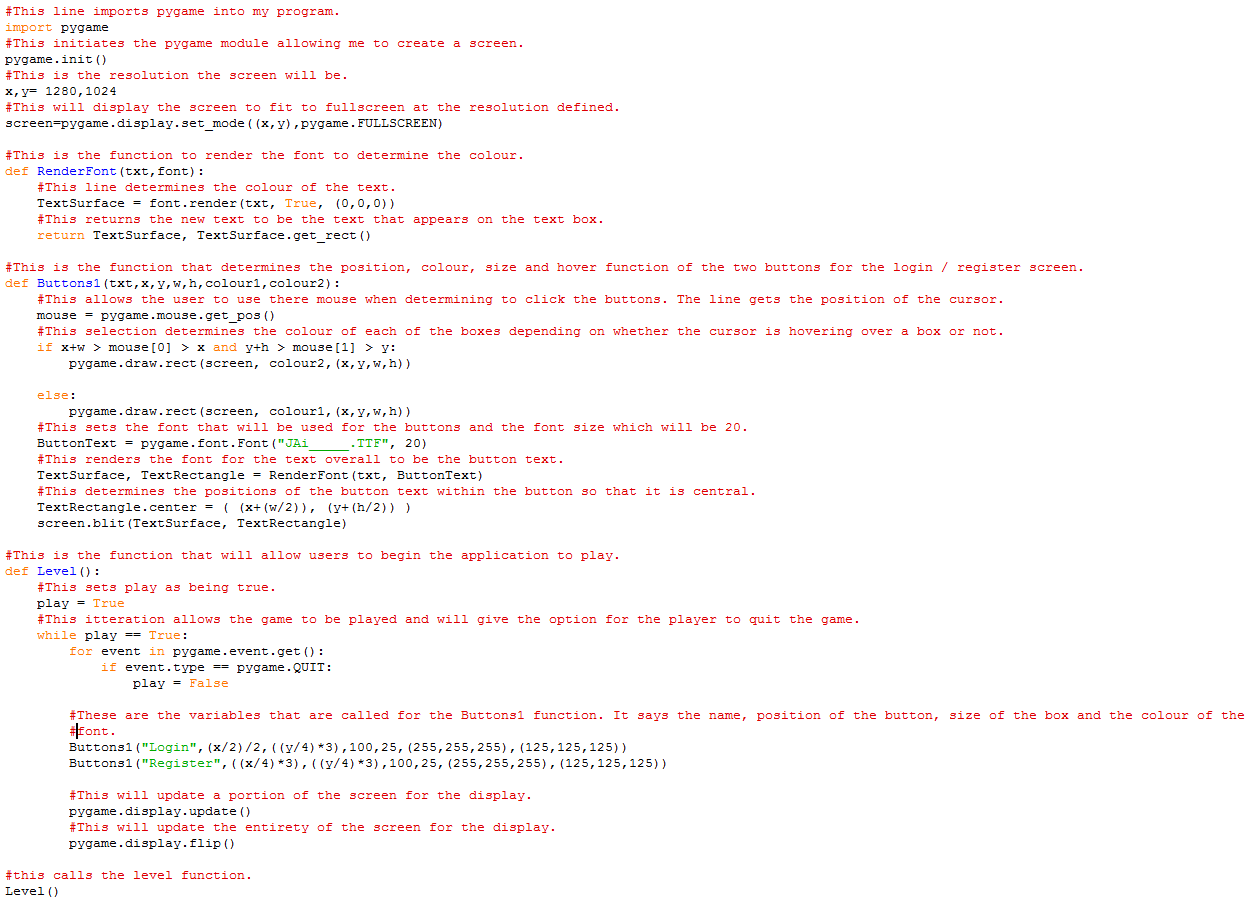 #This line imports pygame into my program.
import pygame
#This initiates the pygame module allowing me to create a screen.
pygame.init()
#This is the resolution the screen will be.
x,y= 1280,1024
#This will display the screen to fit to fullscreen at the resolution defined.
screen=pygame.display.set_mode((x,y),pygame.FULLSCREEN)

#This is the function to render the font to determine the colour.
def RenderFont(txt,font):
    #This line determines the colour of the text.
    TextSurface = font.render(txt, True, (0,0,0))
    #This returns the new text to be the text that appears on the text box.
    return TextSurface, TextSurface.get_rect()

#This is the function that determines the position, colour, size and hover function of the two buttons for the login / register screen.
def Buttons1(txt,x,y,w,h,colour1,colour2):
    #This allows the user to use there mouse when determining to click the buttons. The line gets the position of the cursor.
    mouse = pygame.mouse.get_pos()
    #This selection determines the colour of each of the boxes depending on whether the cursor is hovering over a box or not.
    if x+w > mouse[0] > x and y+h > mouse[1] > y:
        pygame.draw.rect(screen, colour2,(x,y,w,h))

    else:
        pygame.draw.rect(screen, colour1,(x,y,w,h))
    #This sets the font that will be used for the buttons and the font size which will be 20.
    ButtonText = pygame.font.Font("JAi_____.TTF", 20)
    #This renders the font for the text overall to be the button text.
    TextSurface, TextRectangle = RenderFont(txt, ButtonText)
    #This determines the positions of the button text within the button so that it is central.
    TextRectangle.center = ( (x+(w/2)), (y+(h/2)) )
    screen.blit(TextSurface, TextRectangle)

#This is the function that will allow users to begin the application to play.
def Level():
    #This sets play as being true.
    play = True
    #This itteration allows the game to be played and will give the option for the player to quit the game.
    while play == True:
        for event in pygame.event.get():
            if event.type == pygame.QUIT:
                play = False

        #These are the variables that are called for the Buttons1 function. It says the name, position of the button, size of the box and the colour of the
        #font.
        Buttons1("Login",(x/2)/2,((y/4)*3),100,25,(255,255,255),(125,125,125))
        Buttons1("Register",((x/4)*3),((y/4)*3),100,25,(255,255,255),(125,125,125))

        #This will update a portion of the screen for the display.
        pygame.display.update()
        #This will update the entirety of the screen for the display.
        pygame.display.flip()

#this calls the level function.
Level()